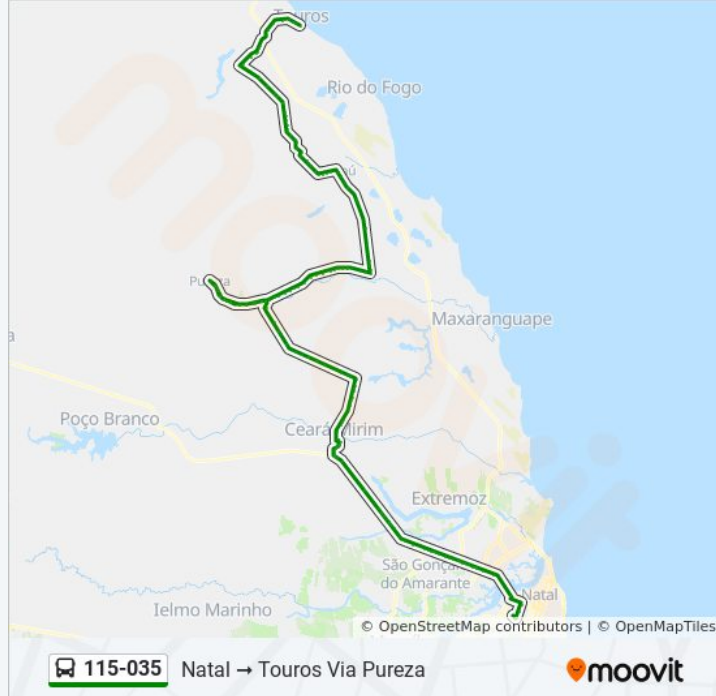 Touros
Rio do Fogo
Maxaranguape
Poço Branco
Ceará-Mirim
Extremoz
São Gonçalo
do Amarante
Ielmo Marinho
Natal
© OpenStreetMap contributors | © OpenMapTiles
115-035 Natal → Touros Via Pureza
moovit